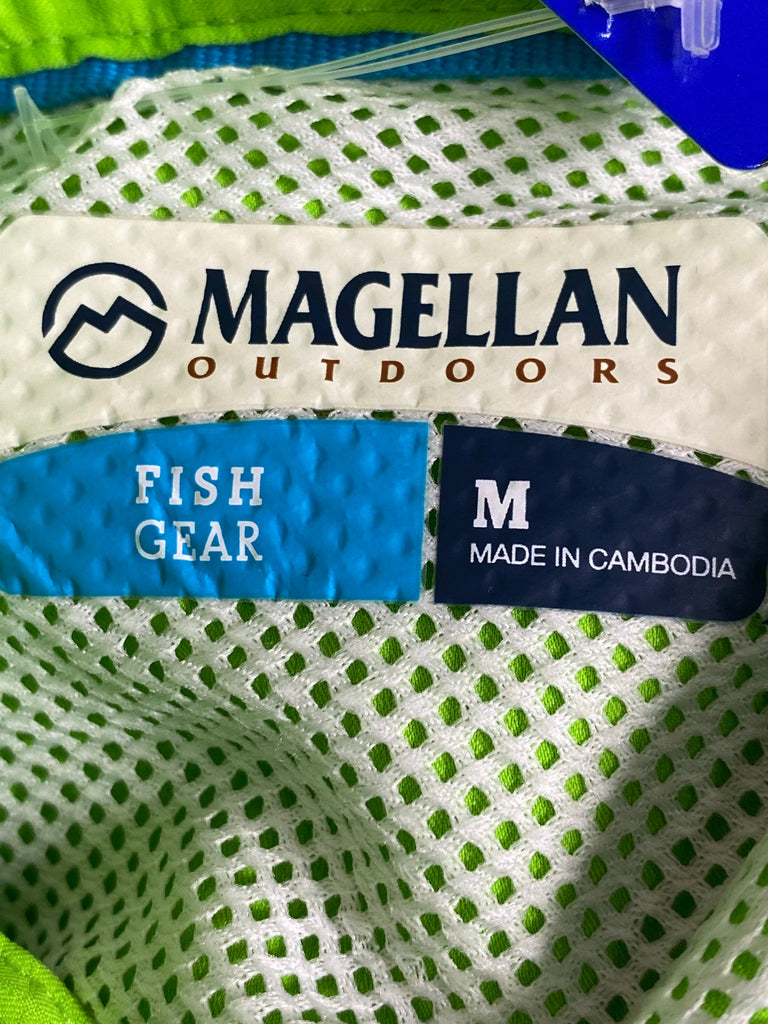 MAGELLAN
OUTDOORS
FISH
GEAR
M
MADE IN CAMBODIA